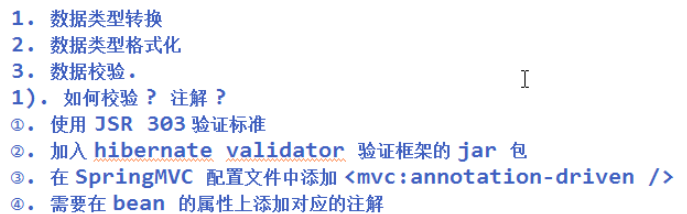 1. 数据类型转换
2. 数据类型格式化
3. 数据校验.
1). 如何校验 ? 注解 ?
①. 使用 JSR 303 验证标准
②. 加入 hibernate validator 验证框架的 jar 包
③. 在 SpringMVC 配置文件中添加 <mvc:annotation-driven />
④. 需要在 bean 的属性上添加对应的注解